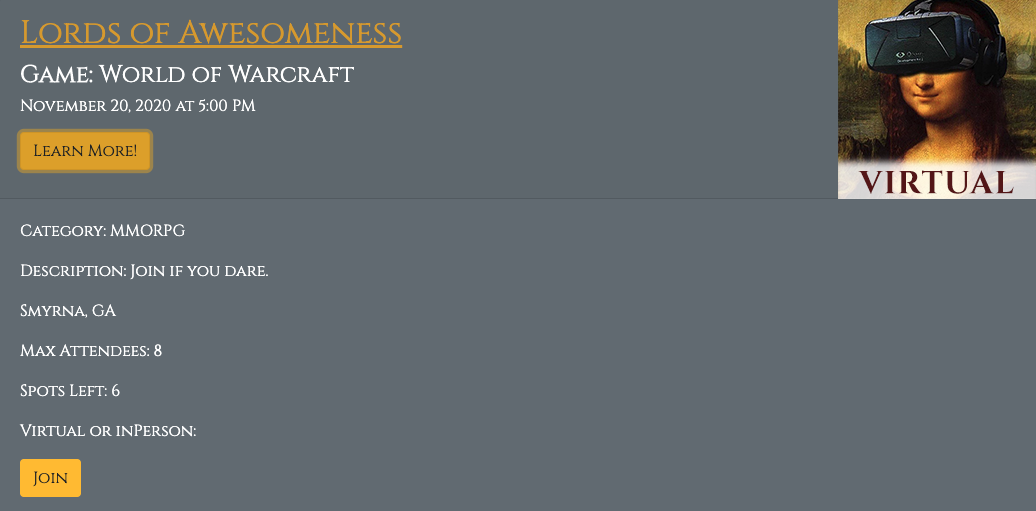 Lords of Awesomeness
Game: World of Warcraft
November 20, 2020 at 5:00 PM
Learn More!
VIRTUAL
Category: MMORPG
Description: Join if you dare.
Smyrna, GA
Max Attendees: 8
Spots Left: 6
Virtual or inPerson:
Join